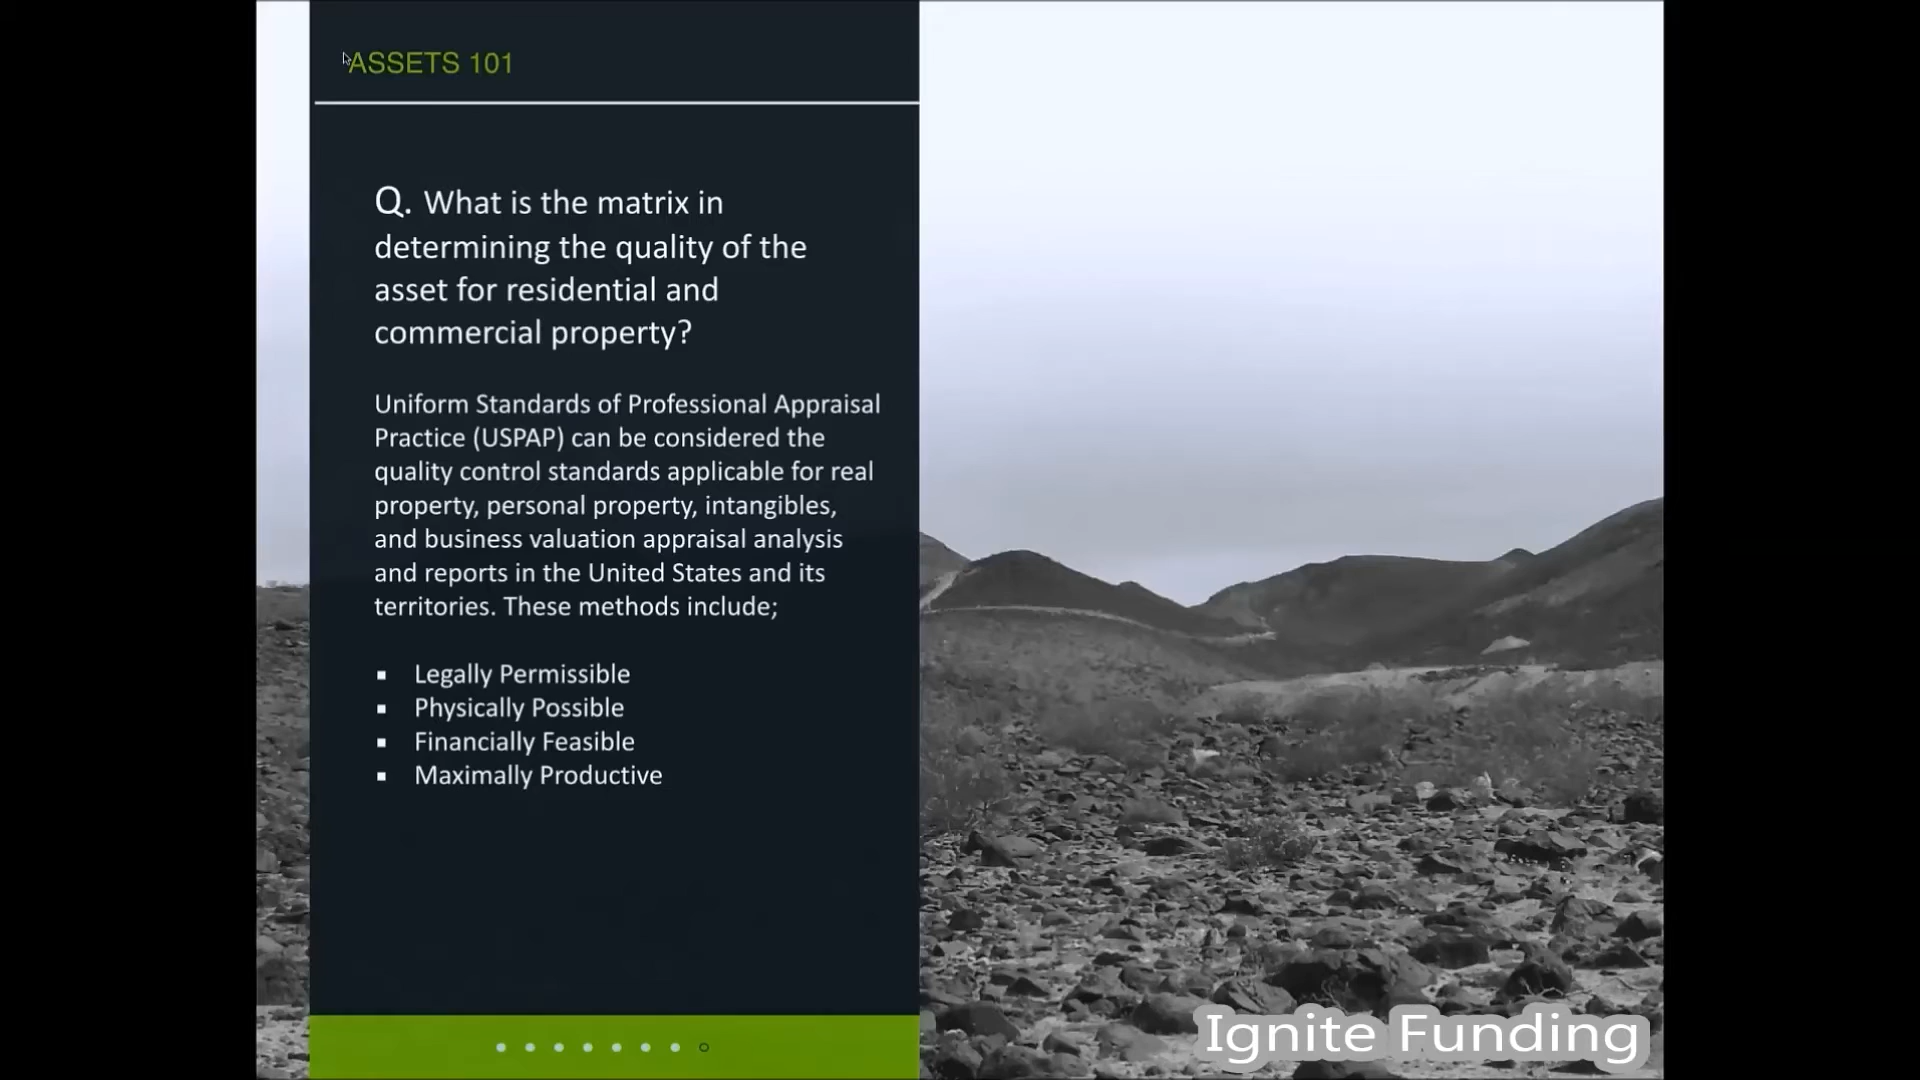 ASSETS 101
Q. What is the matrix in
determining the quality of the
asset for residential and
commercial property?
Uniform Standards of Professional Appraisal
Practice (USPAP) can be considered the
quality control standards applicable for real
property, personal property, intangibles,
and business valuation appraisal analysis
and reports in the United States and its
territories. These methods include;
▪ Legally Permissible
▪ Physically Possible
▪ Financially Feasible
▪ Maximally Productive
Ignite Funding